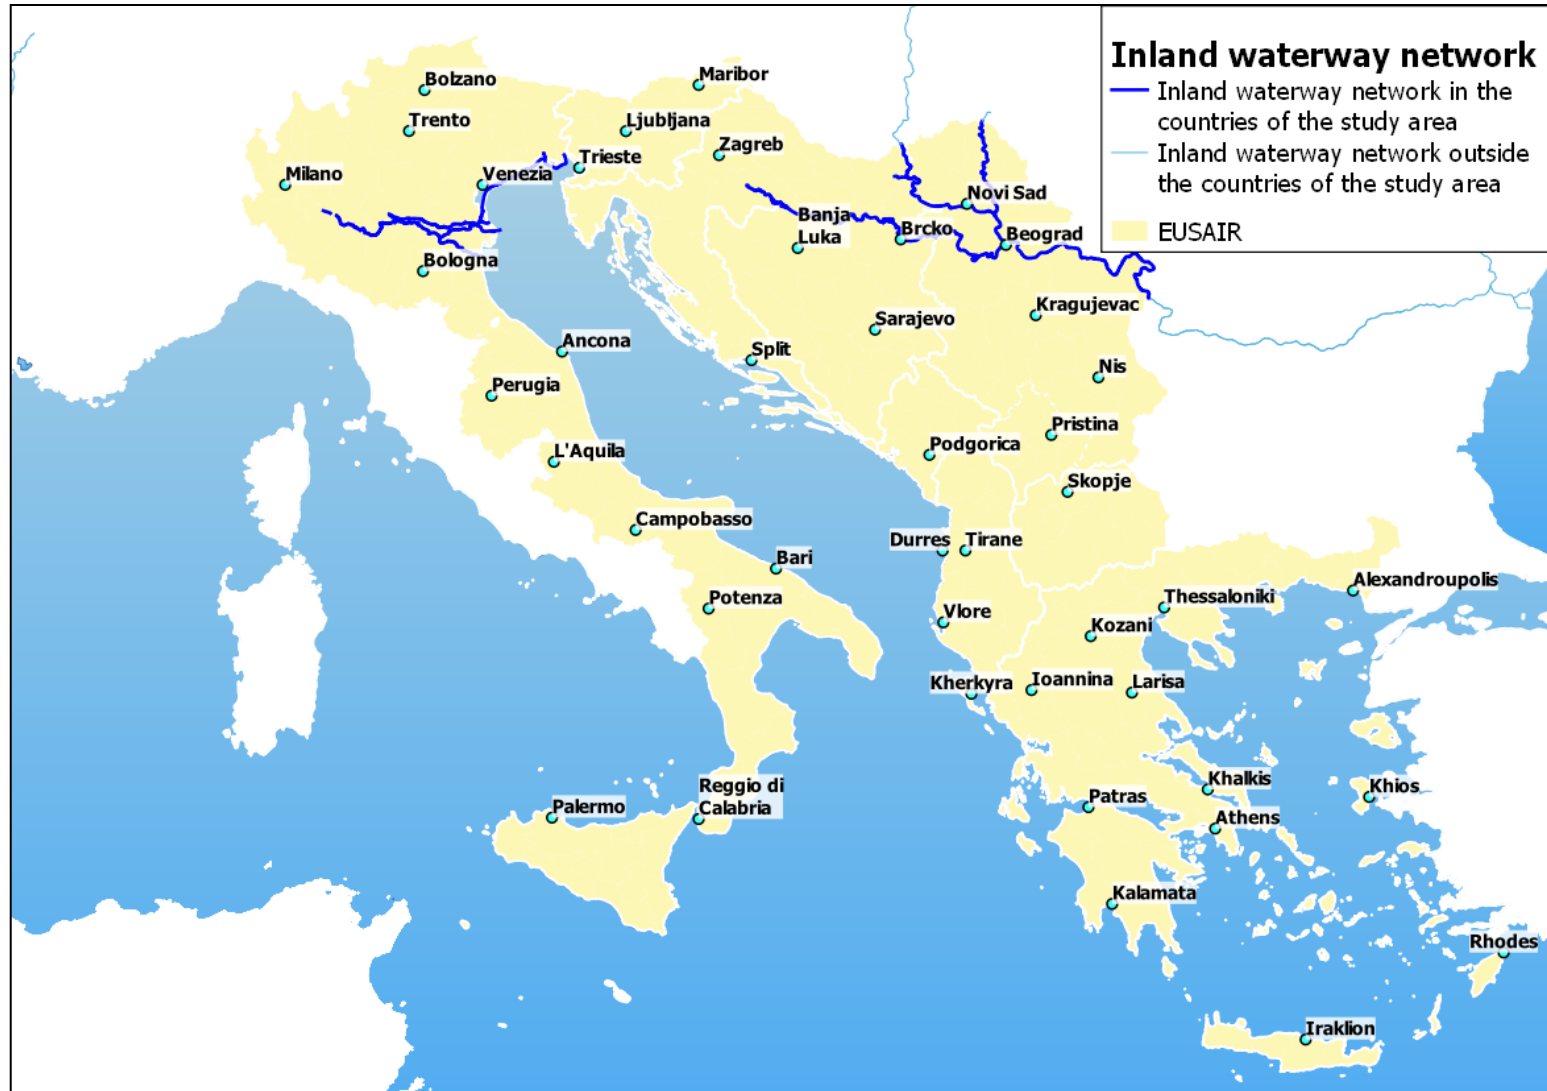 Inland waterway network
Inland waterway network in the
countries of the study area
Inland waterway network outside
the countries of the study area
EUSAIR
Bolzano
Maribor
Trento
Ljubljana
Zagreb
Trieste
Milano
Venezia
Novi Sad
Banja
Luka
Brcko
Beograd
Bologna
Kragujevac
Sarajevo
Ancona
Split
Nis
Perugia
Pristina
Podgorica
L'Aquila
Skopje
Campobasso
Durres
Tirane
Bari
Alexandroupolis
Potenza
Thessaloniki
Vlore
Kozani
Kherkyra
Ioannina
Larisa
Reggio di
Calabria
Khalkis
Khios
Palermo
Patras
Athens
Kalamata
Rhodes
Iraklion